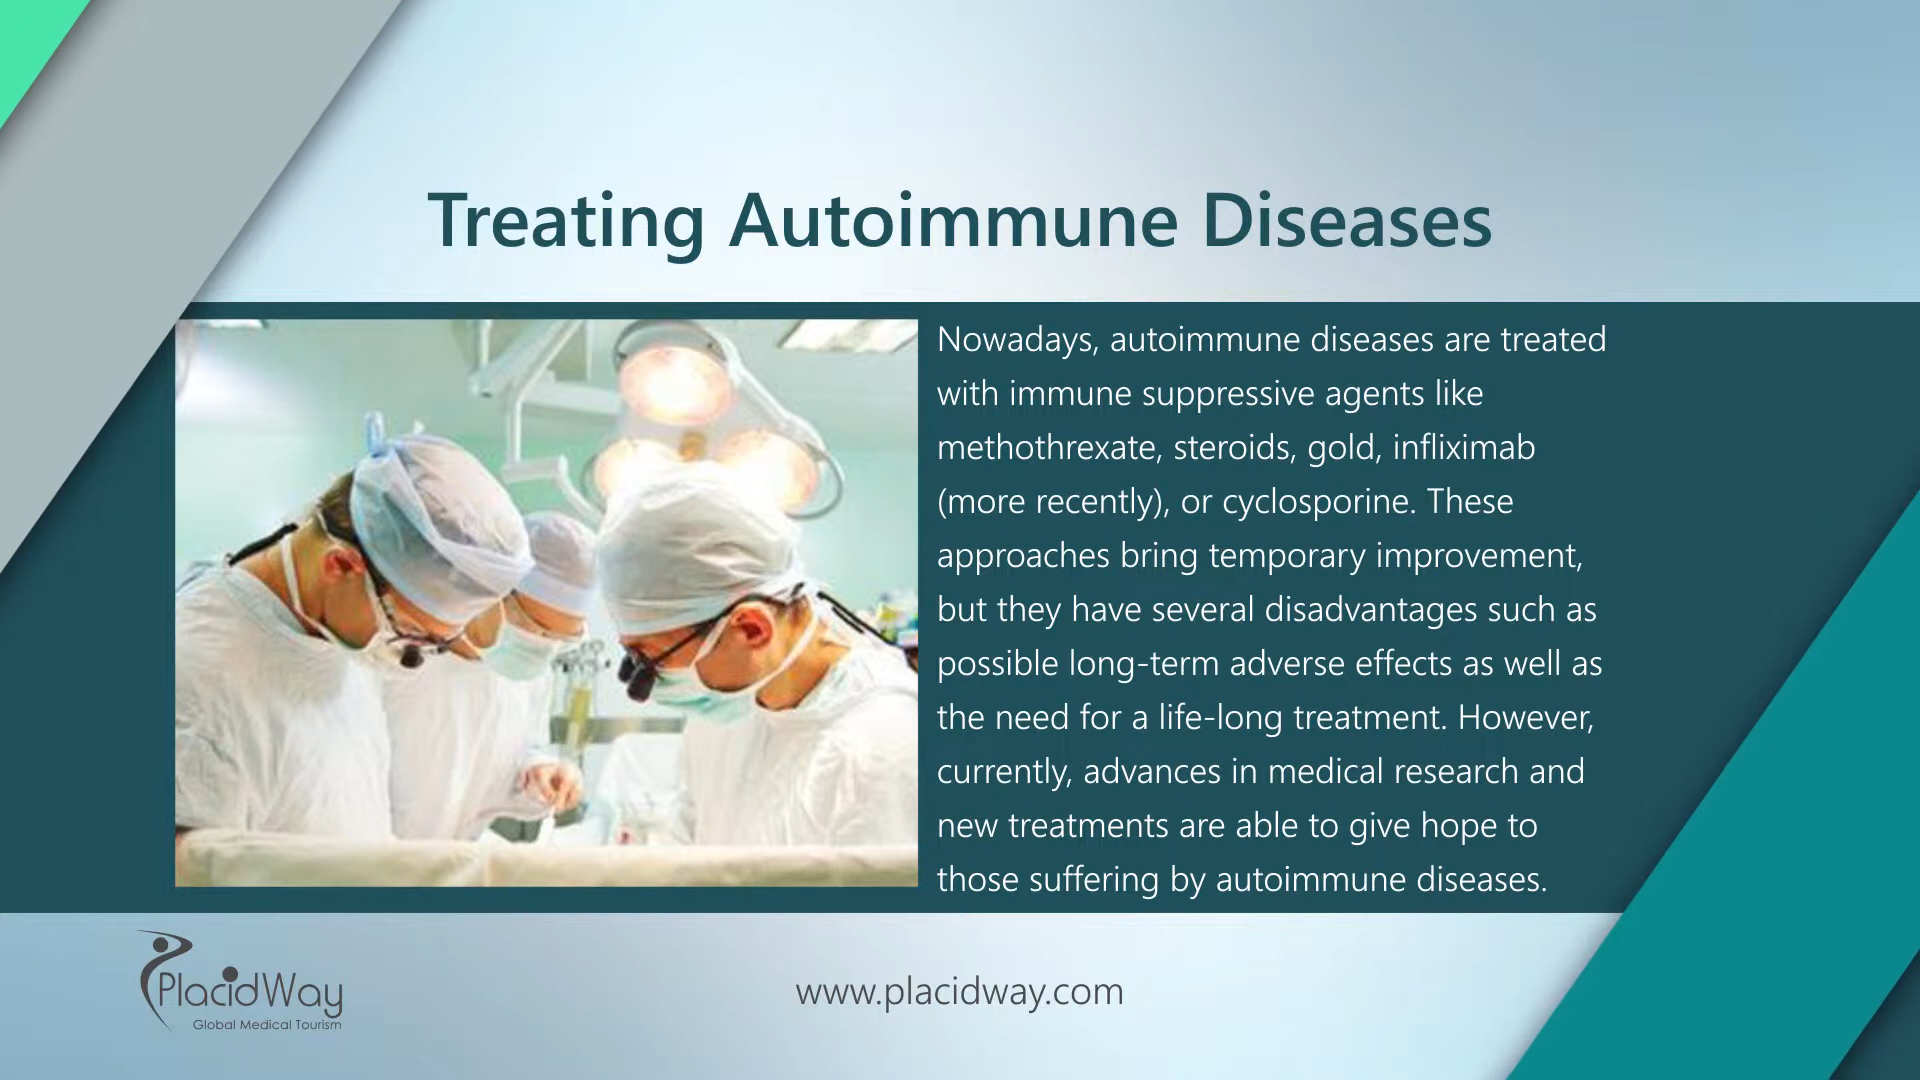 Treating Autoimmune Diseases
Nowadays, autoimmune diseases are treated
with immune suppressive agents like
methothrexate, steroids, gold, infliximab
(more recently), or cyclosporine. These
approaches bring temporary improvement,
but they have several disadvantages such as
possible long-term adverse effects as well as
the need for a life-long treatment. However,
currently, advances in medical research and
new treatments are able to give hope to
those suffering by autoimmune diseases.
PlacidWay
Global Medical Tourism
www.placidway.com